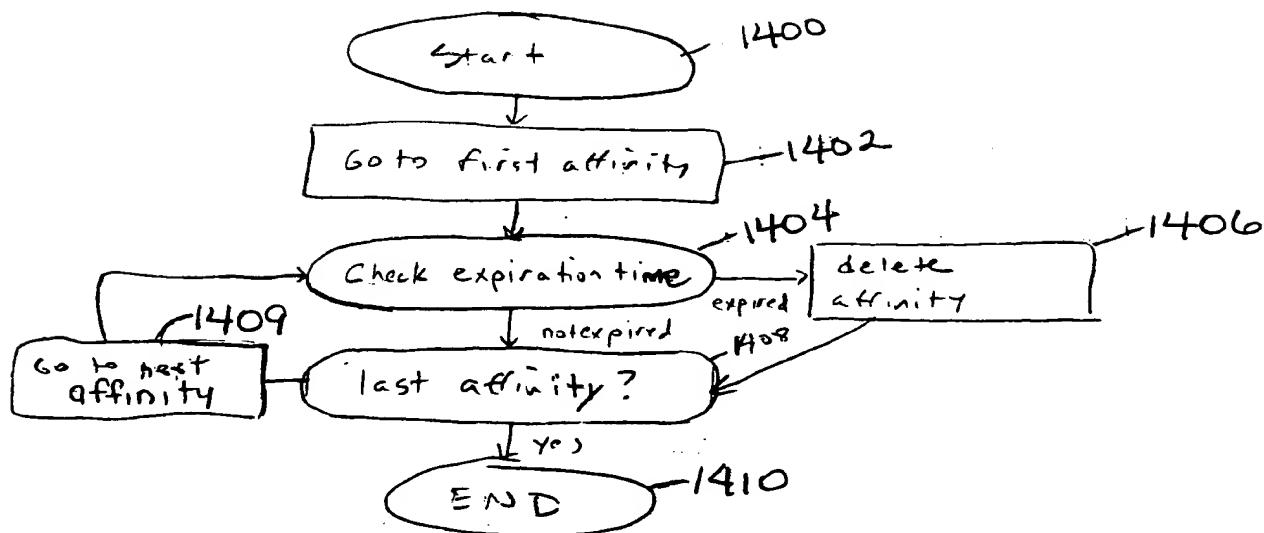 Start
1400
Go to first affinity
1402
1404
Check expiration time
expired
1406
delete
affinity
not expired
1409
1408
Go to next
affinity
last affinity?
yes
END
1410